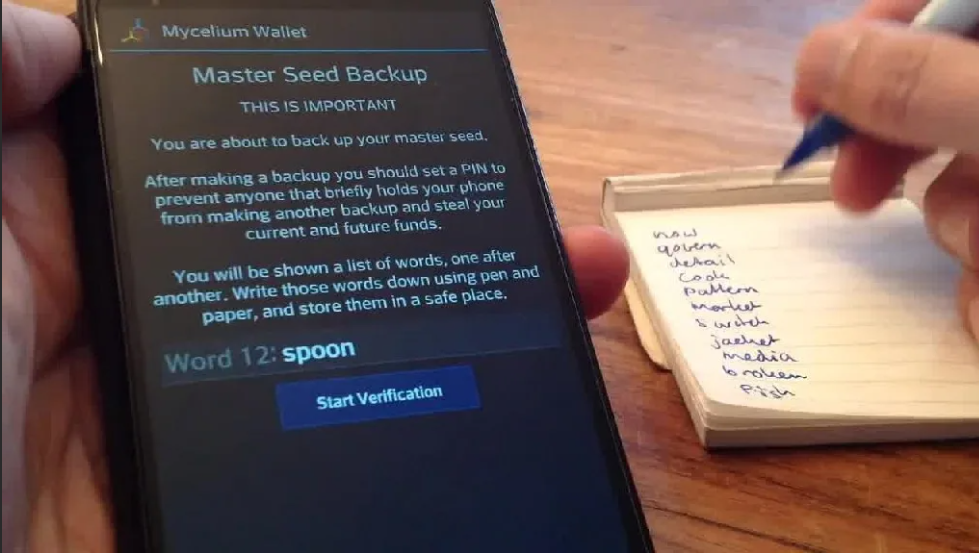 Mycelium Wallet
Master Seed Backup
THIS IS IMPORTANT
You are about to back up your master seed.
After making a backup you should set a PIN to
prevent anyone that briefly holds your phone
from making another backup and steal your
current and future funds.
You will be shown a list of words, one after
another. Write those words down using pen and
paper, and store them in a safe place.
Word 12: spoon
Start Verification
now
govern
detail
pattern
market
switch
jacket
media
broken